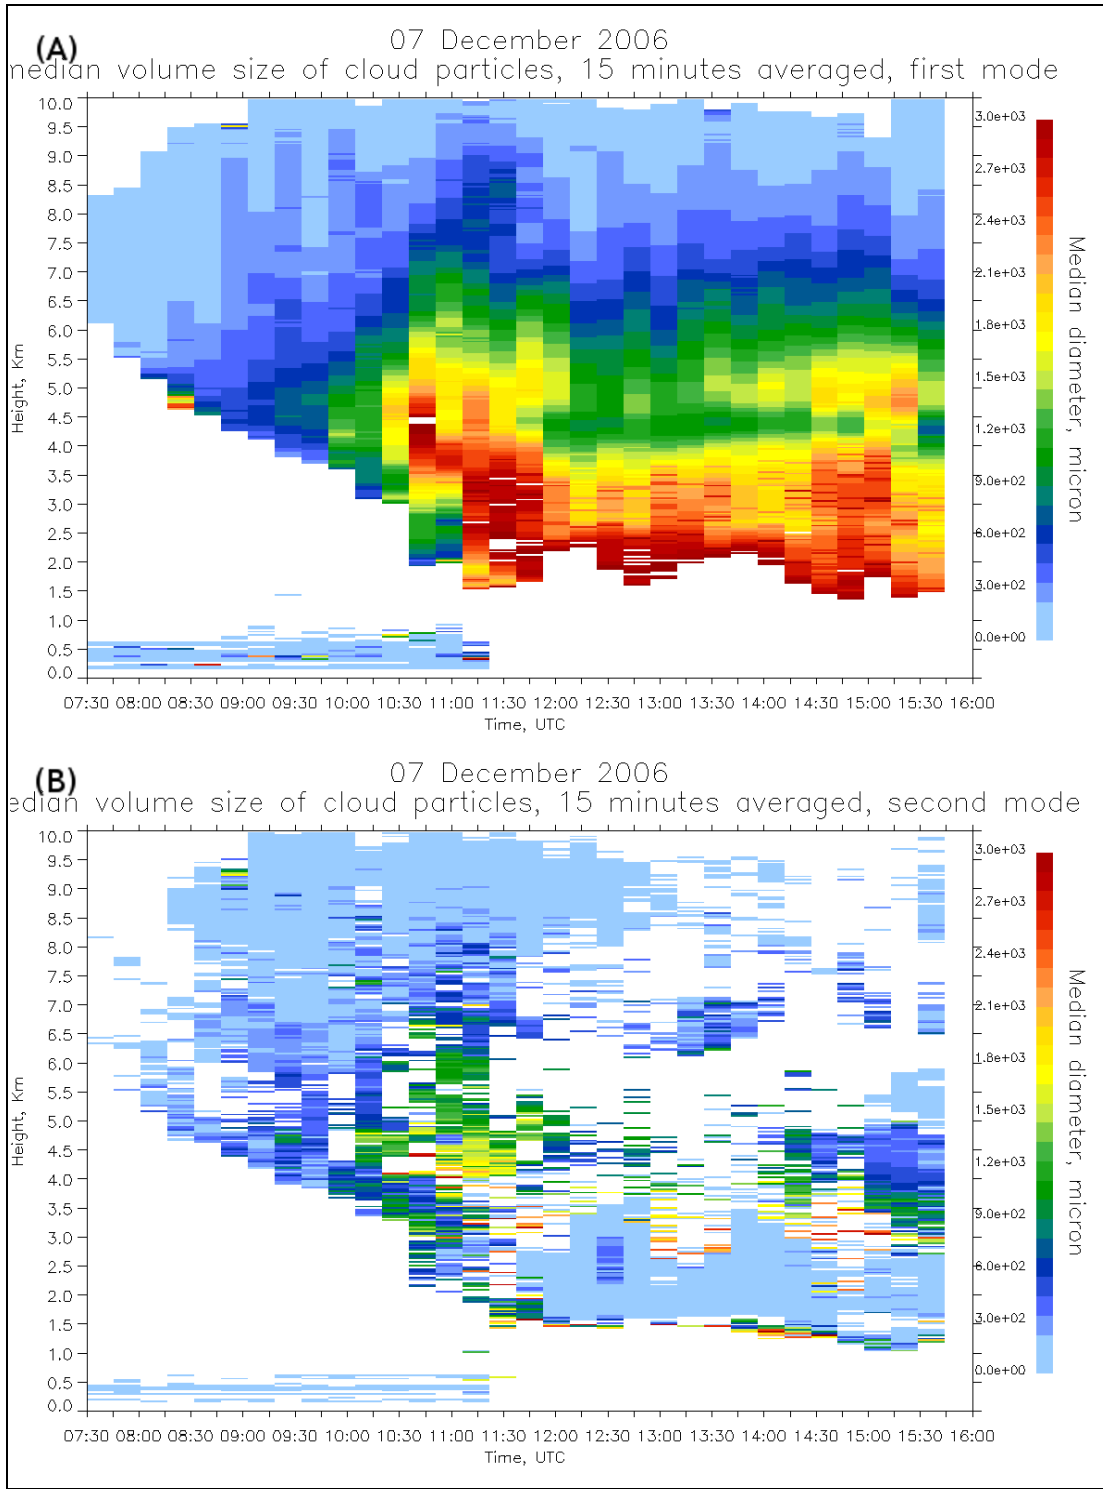 (A)
07 December 2006
median volume size of cloud particles, 15 minutes averaged, first mode
10.0
9.5
9.0
8.5
8.0
7.5
7.0
6.5
6.0
5.5
5.0
4.5
4.0
3.5
3.0
2.5
2.0
1.5
1.0
0.5
0.0
Height, Km
07:30 08:00 08:30 09:00 09:30 10:00 10:30 11:00 11:30 12:00 12:30 13:00 13:30 14:00 14:30 15:00 15:30 16:00
Time, UTC
3.0e+03
2.7e+03
2.4e+03
2.1e+03
1.8e+03
1.5e+03
1.2e+03
9.0e+02
6.0e+02
3.0e+02
0.0e+00
Median diameter, micron
(B)
07 December 2006
edian volume size of cloud particles, 15 minutes averaged, second mode
10.0
9.5
9.0
8.5
8.0
7.5
7.0
6.5
6.0
5.5
5.0
4.5
4.0
3.5
3.0
2.5
2.0
1.5
1.0
0.5
0.0
Height, Km
07:30 08:00 08:30 09:00 09:30 10:00 10:30 11:00 11:30 12:00 12:30 13:00 13:30 14:00 14:30 15:00 15:30 16:00
Time, UTC
3.0e+03
2.7e+03
2.4e+03
2.1e+03
1.8e+03
1.5e+03
1.2e+03
9.0e+02
6.0e+02
3.0e+02
0.0e+00
Median diameter, micron